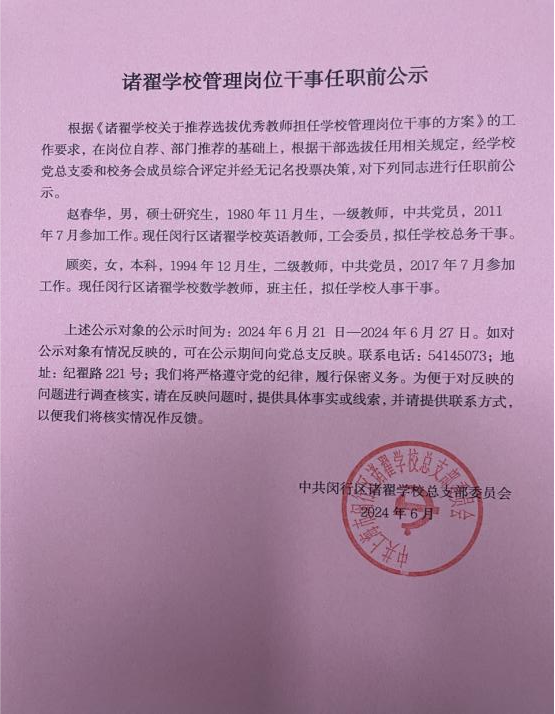 诸翟学校管理岗位干事任职前公示
根据《诸翟学校关于推荐选拔优秀教师担任学校管理岗位干事的方案》的工
作要求，在岗位自荐、部门推荐的基础上，根据干部选拔任用相关规定，经学校
党总支委和校务会成员综合评定并经无记名投票决策，对下列同志进行任职前公
示。
赵春华，男，硕士研究生，1980 年 11 月生，一级教师，中共党员，2011
年 7 月参加工作。现任闵行区诸翟学校英语教师，工会委员，拟任学校总务干事。
顾奕，女，本科，1994 年 12 月生，二级教师，中共党员，2017 年 7 月参加
工作。现任闵行区诸翟学校数学教师，班主任，拟任学校人事干事。
上述公示对象的公示时间为：2024 年 6 月 21 日—2024 年 6 月 27 日。如对
公示对象有情况反映的，可在公示期间向党总支反映。联系电话：54145073；地
址：纪翟路 221 号；我们将严格遵守党的纪律，履行保密义务。为便于对反映的
问题进行调查核实，请在反映问题时，提供具体事实或线索，并请提供联系方式，
以便我们将核实情况作反馈。
中共闵行区诸翟学校总支部委员会
2024 年 6 月
中共上海市闵行区诸翟学校总支部委员会